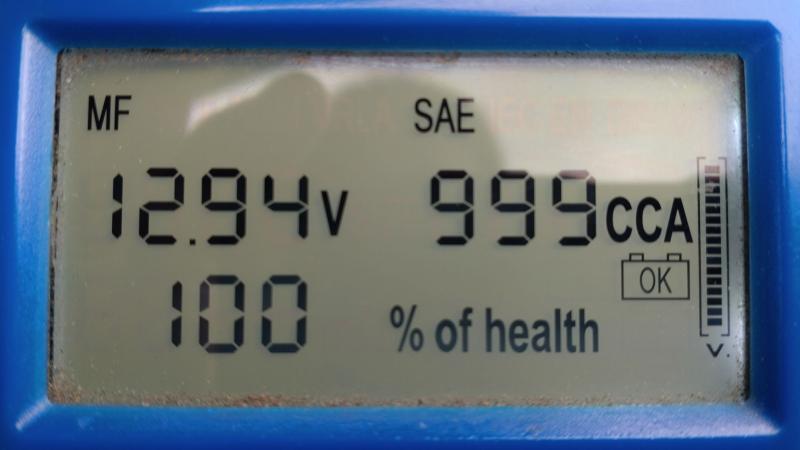 MF SAE
12.94V 999CCA
OK
100 % of health
V